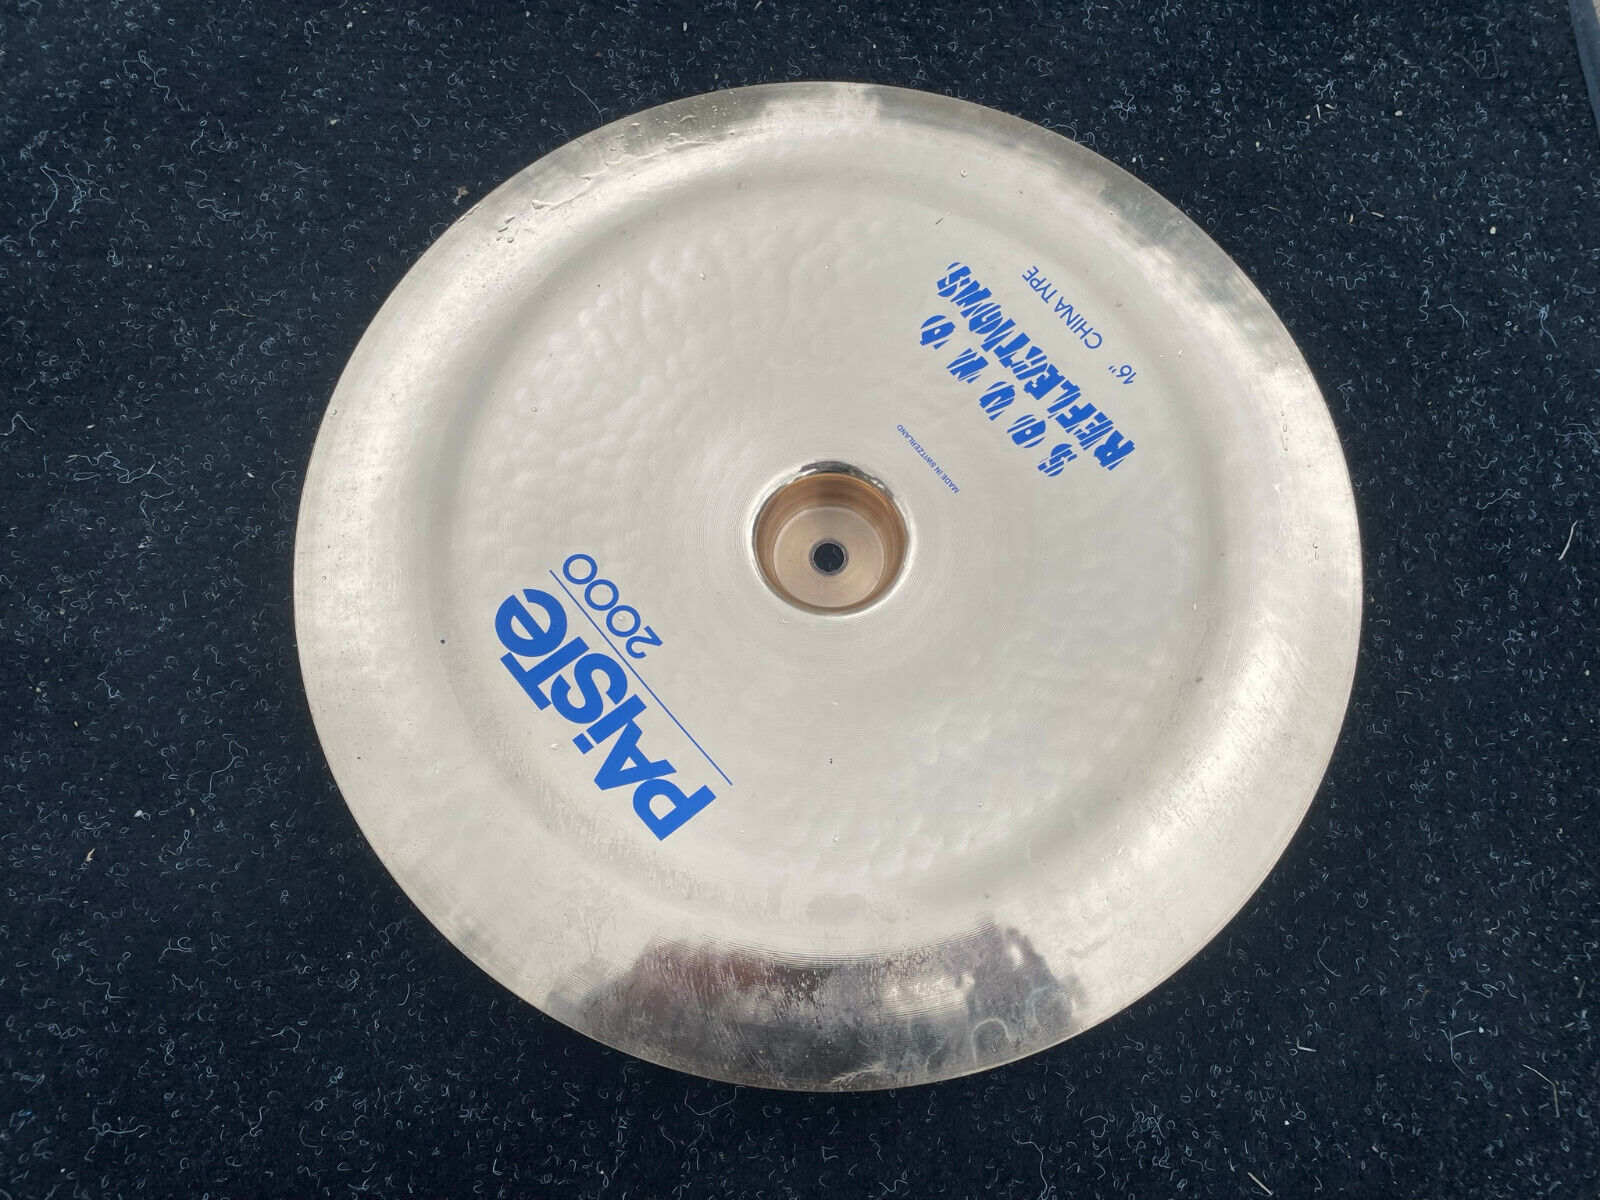 PAiSTe
2000
SOUND
REFLECTIONS
16" CHINA TYPE
MADE IN SWITZERLAND